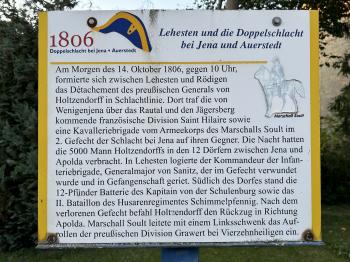 1806
Doppelschlacht bei Jena • Auerstedt
Lehesten und die Doppelschlacht
bei Jena und Auerstedt
Am Morgen des 14. Oktober 1806, gegen 10 Uhr,
formierte sich zwischen Lehesten und Rödigen
das Détachement des preußischen Generals von
Holtzendorff in Schlachtlinie. Dort traf die von
Wenigenjena über das Rautal und den Jägersberg
kommende französische Division Saint Hilaire sowie
eine Kavalleriebrigade vom Armeekorps des Marschalls Soult im
2. Gefecht der Schlacht bei Jena auf ihren Gegner. Die Nacht hatten
die 5000 Mann Holtzendorffs in den 12 Dörfern zwischen Jena und
Apolda verbracht. In Lehesten logierte der Kommandeur der Infan-
teriebrigade, Generalmajor von Sanitz, der im Gefecht verwundet
wurde und in Gefangenschaft geriet. Südlich des Dorfes stand die
12-Pfünder Batterie des Kapitain von der Schulenburg sowie das
II. Bataillon des Husarenregimentes Schimmelpfennig. Nach dem
verlorenen Gefecht befahl Holtzendorff den Rückzug in Richtung
Apolda. Marschall Soult leitete mit einem Linksschwenk das Auf-
rollen der preußischen Division Grawert bei Vierzehnheiligen ein.
Marschall Soult